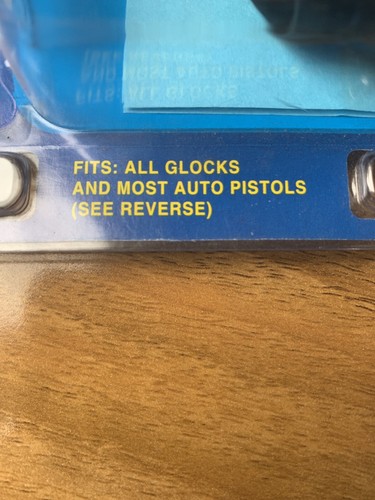 FITS: ALL GLOCKS
AND MOST AUTO PISTOLS
(SEE REVERSE)